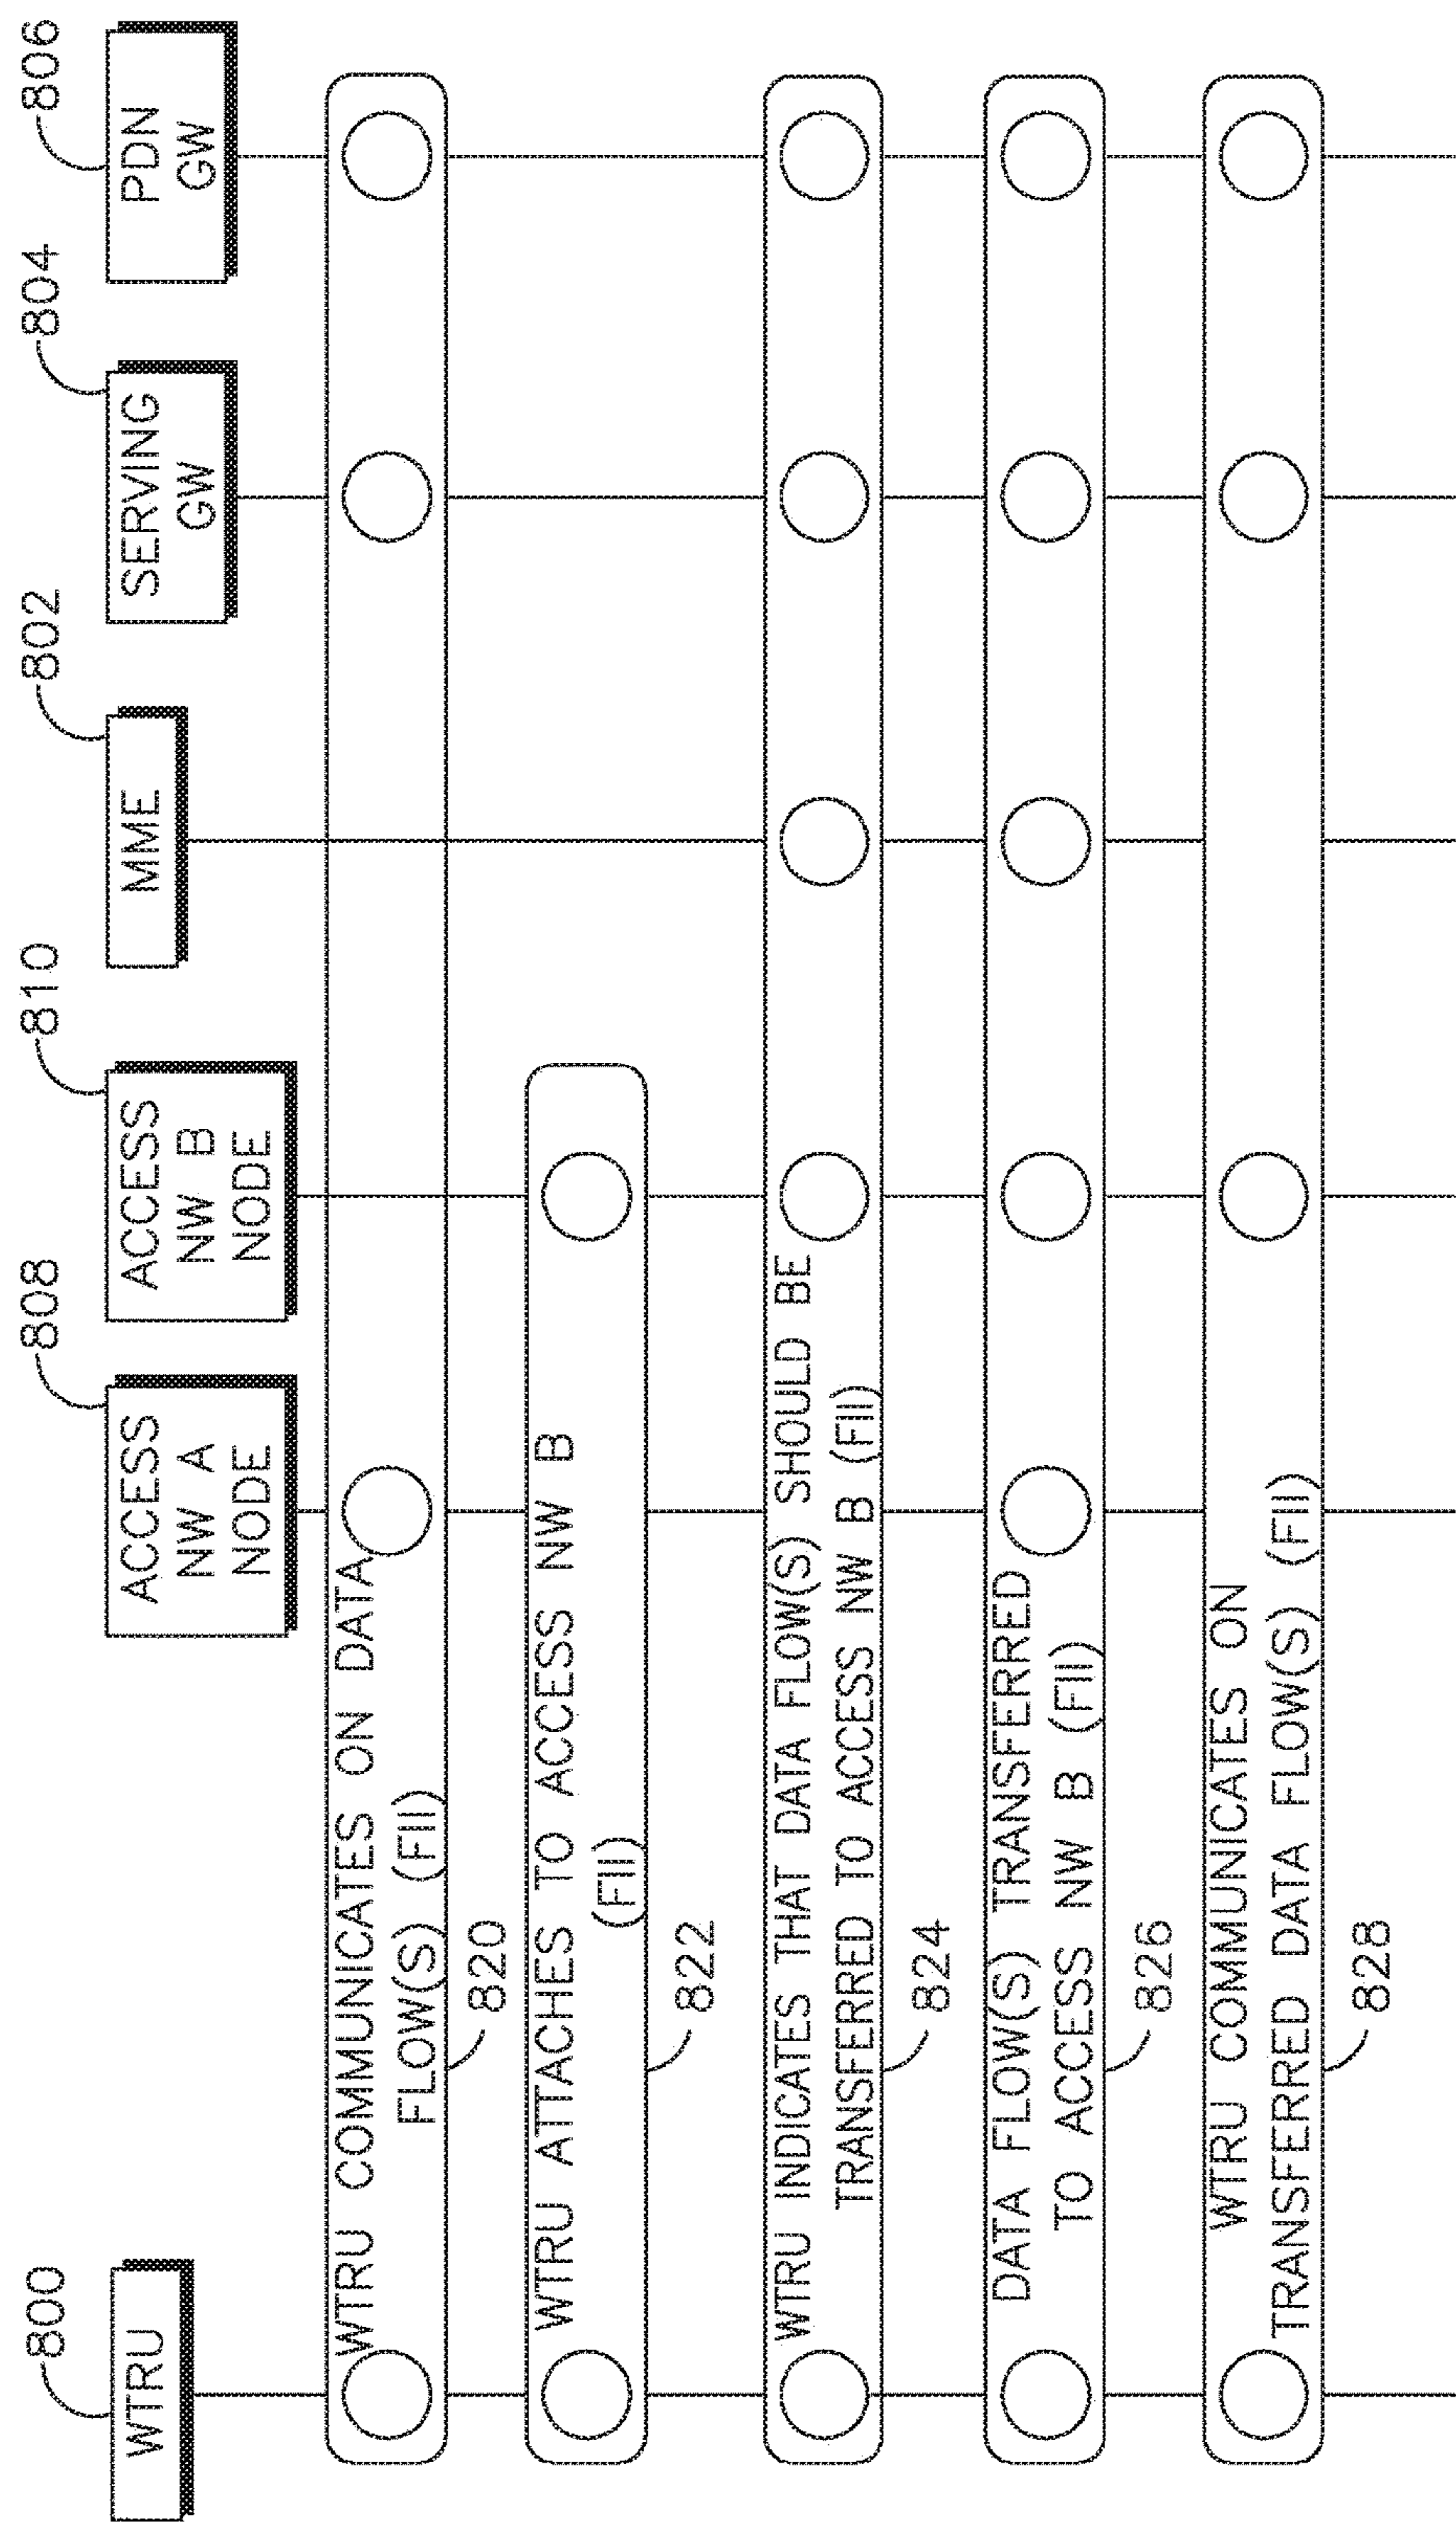 800
WTRU
808
ACCESS
NW A
NODE
810
ACCESS
NW B
NODE
802
MME
804
SERVING
GW
806
PDN
GW
WTRU COMMUNICATES ON DATA
FLOW(S) (FII)
820
WTRU ATTACHES TO ACCESS NW B
(FII)
822
WTRU INDICATES THAT DATA FLOW(S) SHOULD BE
TRANSFERRED TO ACCESS NW B (FII)
824
DATA FLOW(S) TRANSFERRED
TO ACCESS NW B (FII)
826
WTRU COMMUNICATES ON
TRANSFERRED DATA FLOW(S) (FII)
828